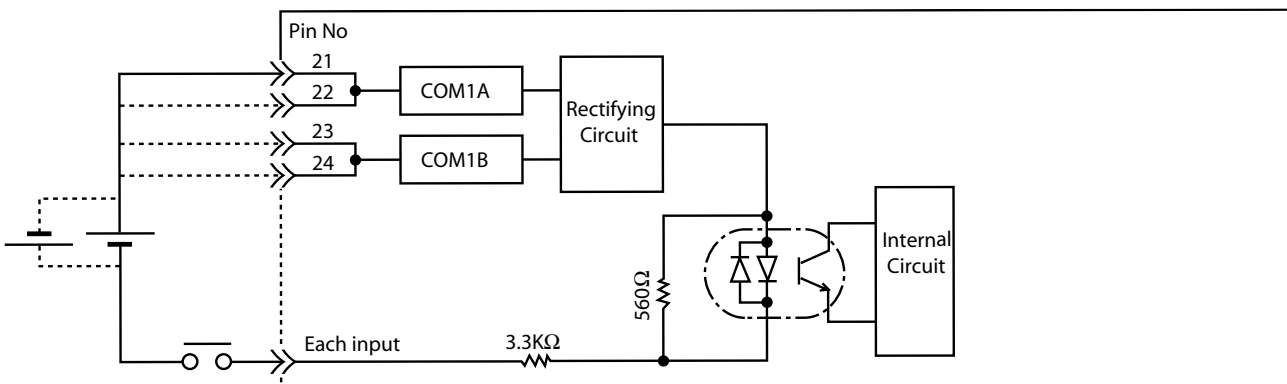 Pin No
21
22
23
24
COM1A
COM1B
Rectifying
Circuit
Internal
Circuit
560Ω
Each input
3.3KΩ